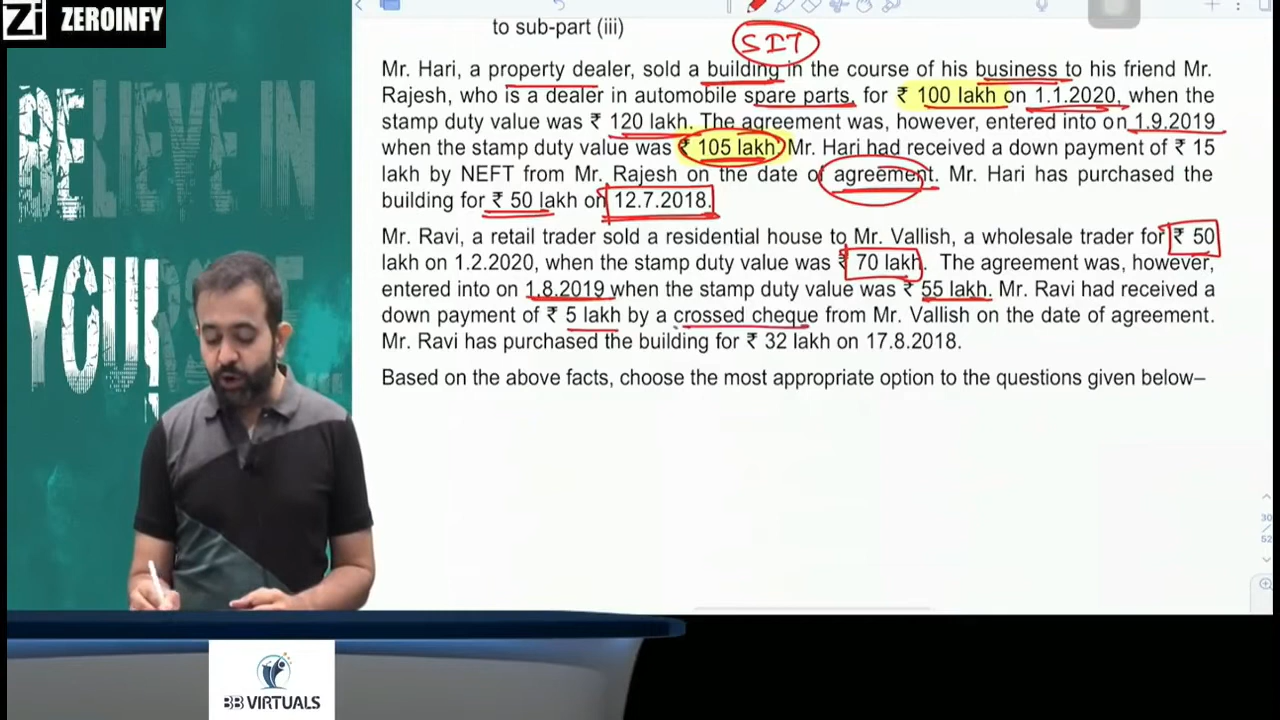 Zi ZEROINFY
to sub-part (iii)
SIT
Mr. Hari, a property dealer, sold a building in the course of his business to his friend Mr.
Rajesh, who is a dealer in automobile spare parts, for ₹ 100 lakh on 1.1.2020, when the
stamp duty value was ₹ 120 lakh. The agreement was, however, entered into on 1.9.2019
when the stamp duty value was ₹ 105 lakh. Mr. Hari had received a down payment of ₹ 15
lakh by NEFT from Mr. Rajesh on the date of agreement. Mr. Hari has purchased the
building for ₹ 50 lakh on 12.7.2018.
Mr. Ravi, a retail trader sold a residential house to Mr. Vallish, a wholesale trader for ₹ 50
lakh on 1.2.2020, when the stamp duty value was ₹ 70 lakh. The agreement was, however,
entered into on 1.8.2019 when the stamp duty value was ₹ 55 lakh. Mr. Ravi had received a
down payment of ₹ 5 lakh by a crossed cheque from Mr. Vallish on the date of agreement.
Mr. Ravi has purchased the building for ₹ 32 lakh on 17.8.2018.
Based on the above facts, choose the most appropriate option to the questions given below–
BELIEVE IN
YOUR
30
52
BB VIRTUALS